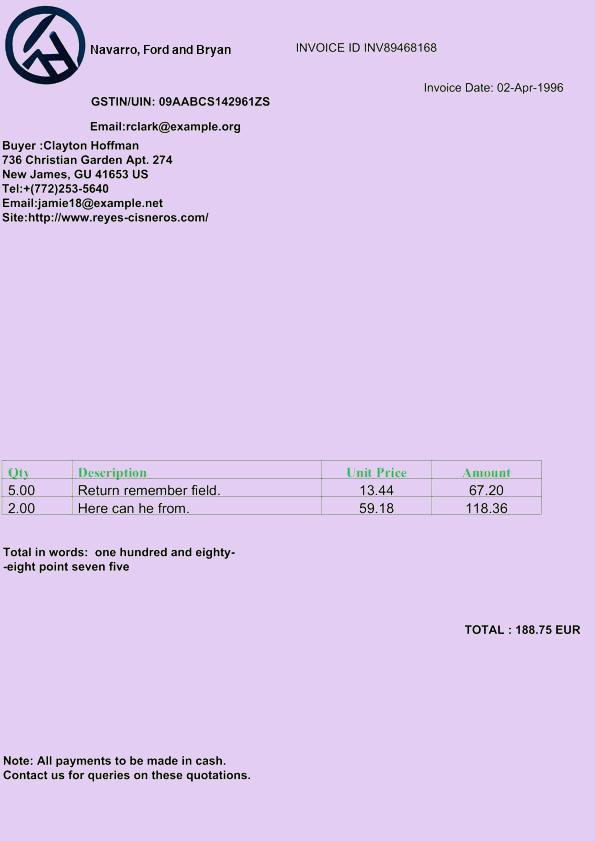 Navarro, Ford and Bryan
INVOICE ID INV89468168
Invoice Date: 02-Apr-1996
GSTIN/UIN: 09AABCS142961ZS
Email:rclark@example.org
Buyer :Clayton Hoffman
736 Christian Garden Apt. 274
New James, GU 41653 US
Tel:+(772)253-5640
Email:jamie18@example.net
Site:http://www.reyes-cisneros.com/
Qty Description Unit Price Amount
5.00 Return remember field. 13.44 67.20
2.00 Here can he from. 59.18 118.36
Total in words:  one hundred and eighty-
-eight point seven five
TOTAL : 188.75 EUR
Note: All payments to be made in cash.
Contact us for queries on these quotations.